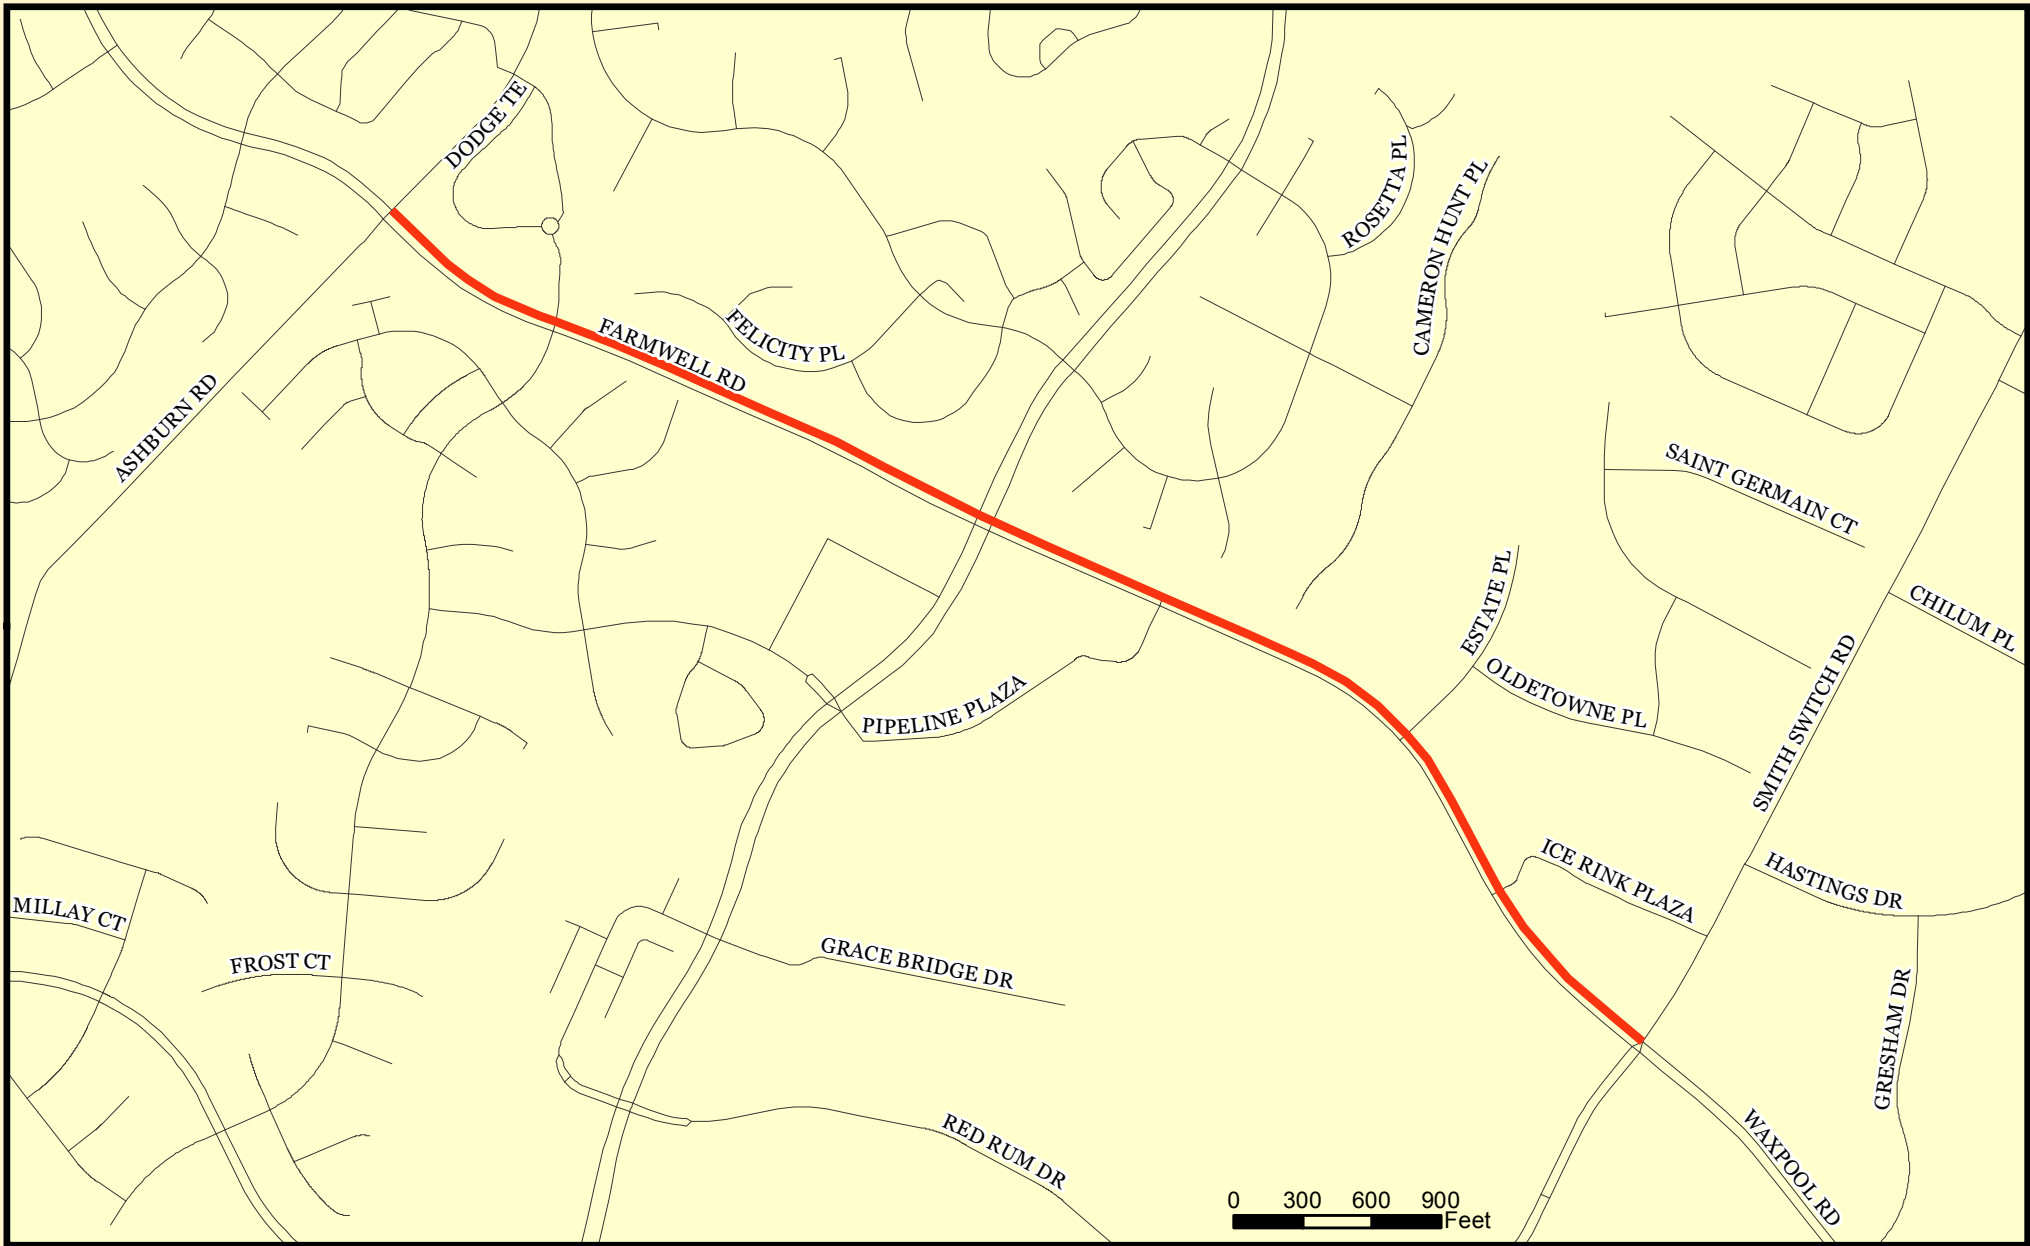 DODGE TE
ROSETTA PL
CAMERON HUNT PL
FELICITY PL
FARMWELL RD
ASHBURN RD
SAINT GERMAIN CT
ESTATE PL
CHILUM PL
OLDETOWNE PL
SMITH SWITCH RD
PIPELINE PLAZA
ICE RINK PLAZA
HASTINGS DR
MILLAY CT
FROST CT
GRACE BRIDGE DR
GRESHAM DR
RED RUM DR
WAXPOOL RD
0 300 600 900
Feet